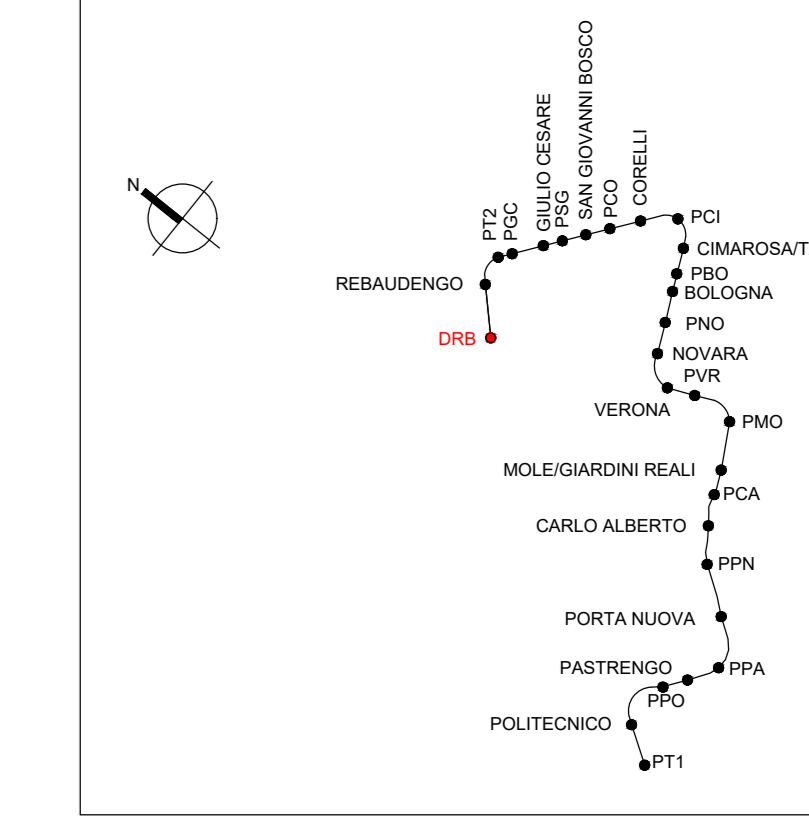 N
SAN GIOVANNI BOSCO
GIULIO CESARE
CORELLI
PT2
PGC
PSG
PCO
PCI
CIMAROSA/T
REBAUDENGO
PBO
BOLOGNA
PNO
DRB
NOVARA
PVR
VERONA
PMO
MOLE/GIARDINI REALI
PCA
CARLO ALBERTO
PPN
PORTA NUOVA
PASTRENGO
PPA
PPO
POLITECNICO
PT1